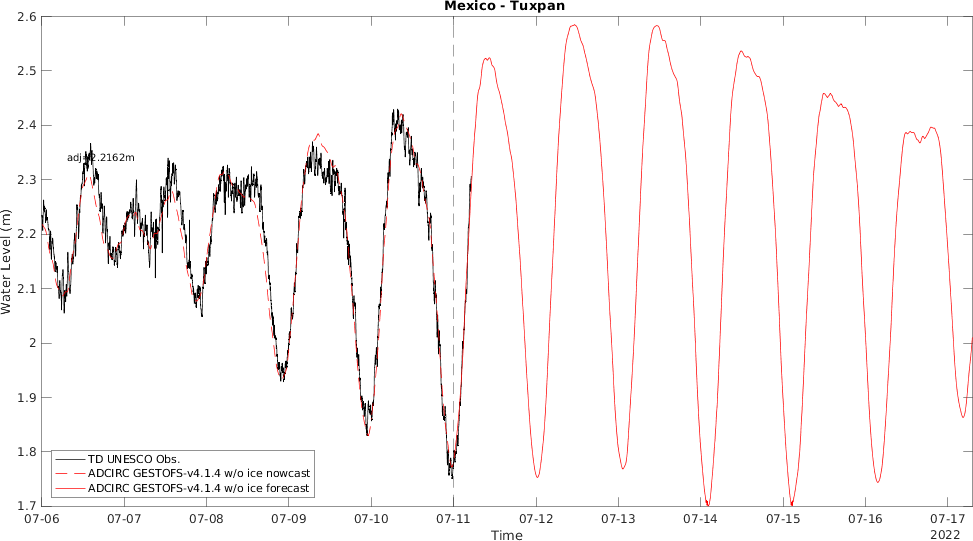 Mexico - Tuxpan
2.6
2.5
2.4
2.3
2.2
2.1
2
1.9
1.8
1.7
Water Level (m)
TD UNESCO Obs.
ADCIRC GESTOFS-v4.1.4 w/o ice nowcast
ADCIRC GESTOFS-v4.1.4 w/o ice forecast
07-06 07-07 07-08 07-09 07-10 07-11 07-12 07-13 07-14 07-15 07-16 07-17
2022
Time